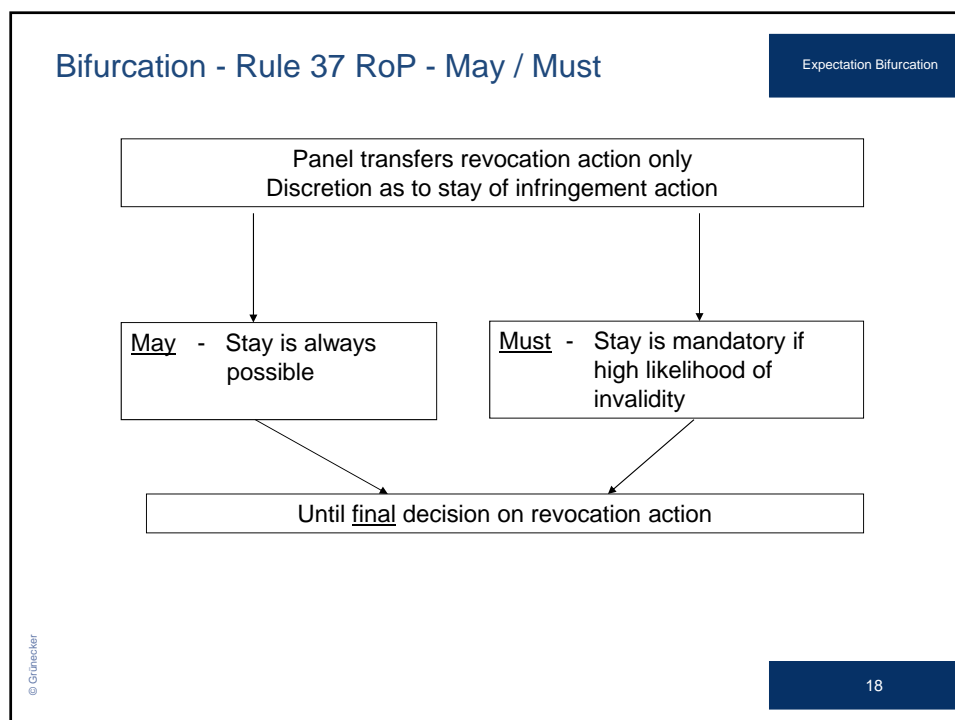 Bifurcation - Rule 37 RoP - May / Must
Expectation Bifurcation
Panel transfers revocation action only
Discretion as to stay of infringement action
May - Stay is always
possible
Must - Stay is mandatory if
high likelihood of
invalidity
Until final decision on revocation action
© Grünecker
18